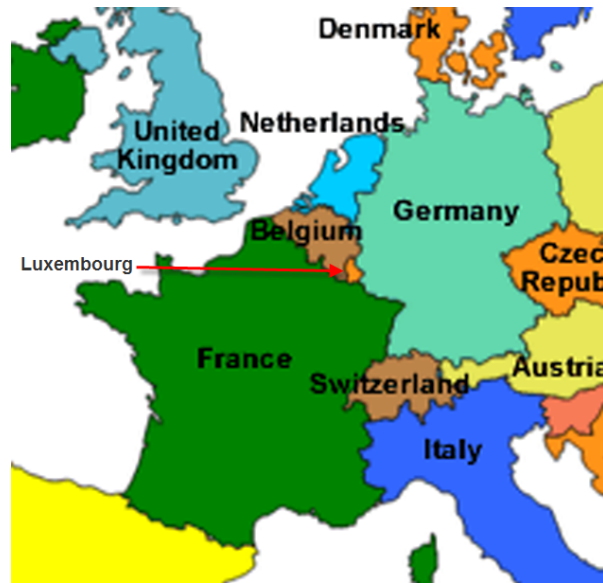 Denmark
Netherlands
United
Kingdom
Germany
Belgium
Czec
Repub
Luxembourg
France
Switzerland
Austria
Italy